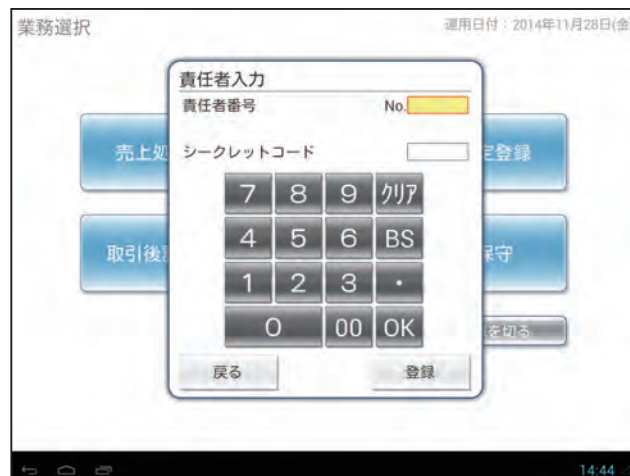 業務選択
運用日付：2014年11月28日(金
責任者入力
責任者番号 No.
シークレットコード
売上処
定登録
7 8 9 クリア
4 5 6 BS
取引後
保守
1 2 3 ・
0 00 OK
を切る
戻る 登録
14:44